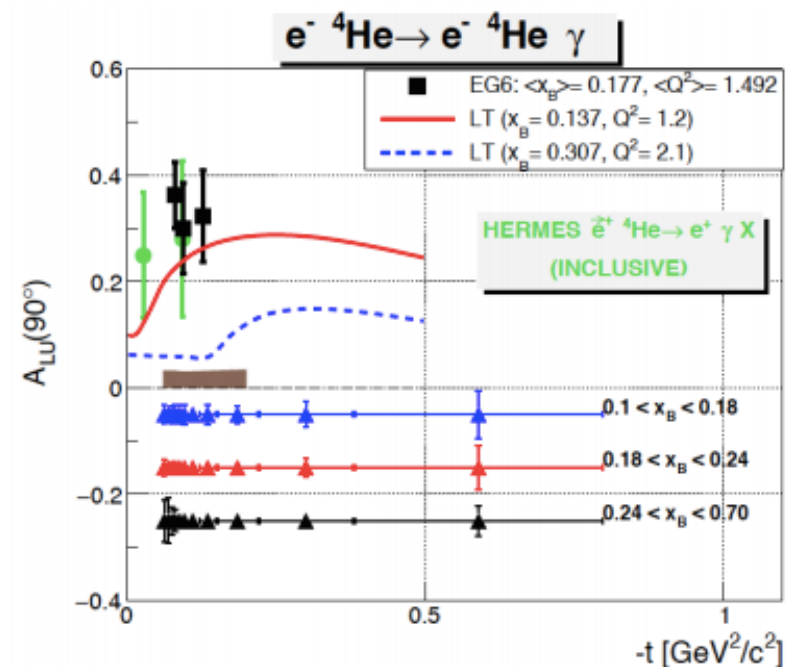 e⁻ ⁴He→ e⁻ ⁴He γ
0.6
EG6: <x_B>= 0.177, <Q²>= 1.492
LT (x_B= 0.137, Q²= 1.2)
LT (x_B= 0.307, Q²= 2.1)
0.4
HERMES e⃗⁺ ⁴He→ e⁺ γ X
(INCLUSIVE)
0.2
A_LU(90°)
0
0.1 < x_B < 0.18
0.18 < x_B < 0.24
−0.2
0.24 < x_B < 0.70
−0.4
0 0.5 1
-t [GeV²/c²]